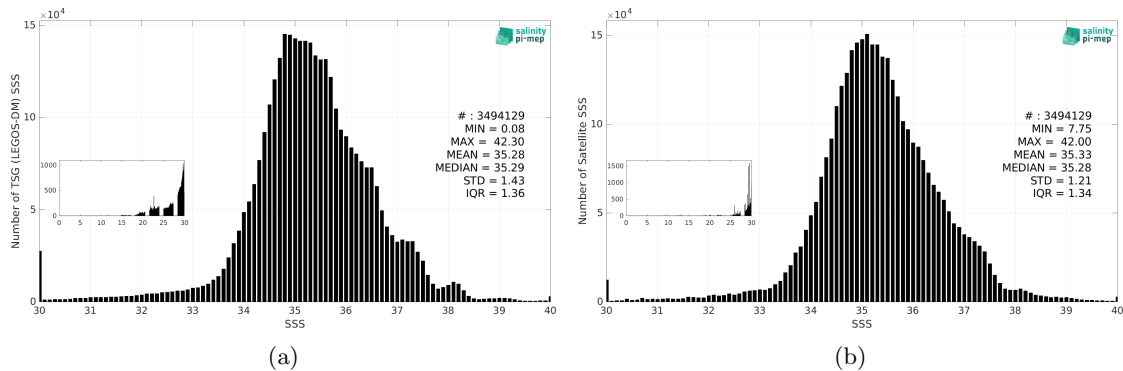 ×10⁴
15
10
5
0
Number of TSG (LEGOS-DM) SSS
salinity
pi-mep
# : 3494129
MIN = 0.08
MAX = 42.30
MEAN = 35.28
MEDIAN = 35.29
STD = 1.43
IQR = 1.36
1000
500
0
0 5 10 15 20 25 30
30 31 32 33 34 35 36 37 38 39 40
SSS
(a)
×10⁴
15
10
5
0
Number of Satellite SSS
salinity
pi-mep
# : 3494129
MIN = 7.75
MAX = 42.00
MEAN = 35.33
MEDIAN = 35.28
STD = 1.21
IQR = 1.34
1500
1000
500
0
0 5 10 15 20 25 30
30 31 32 33 34 35 36 37 38 39 40
SSS
(b)